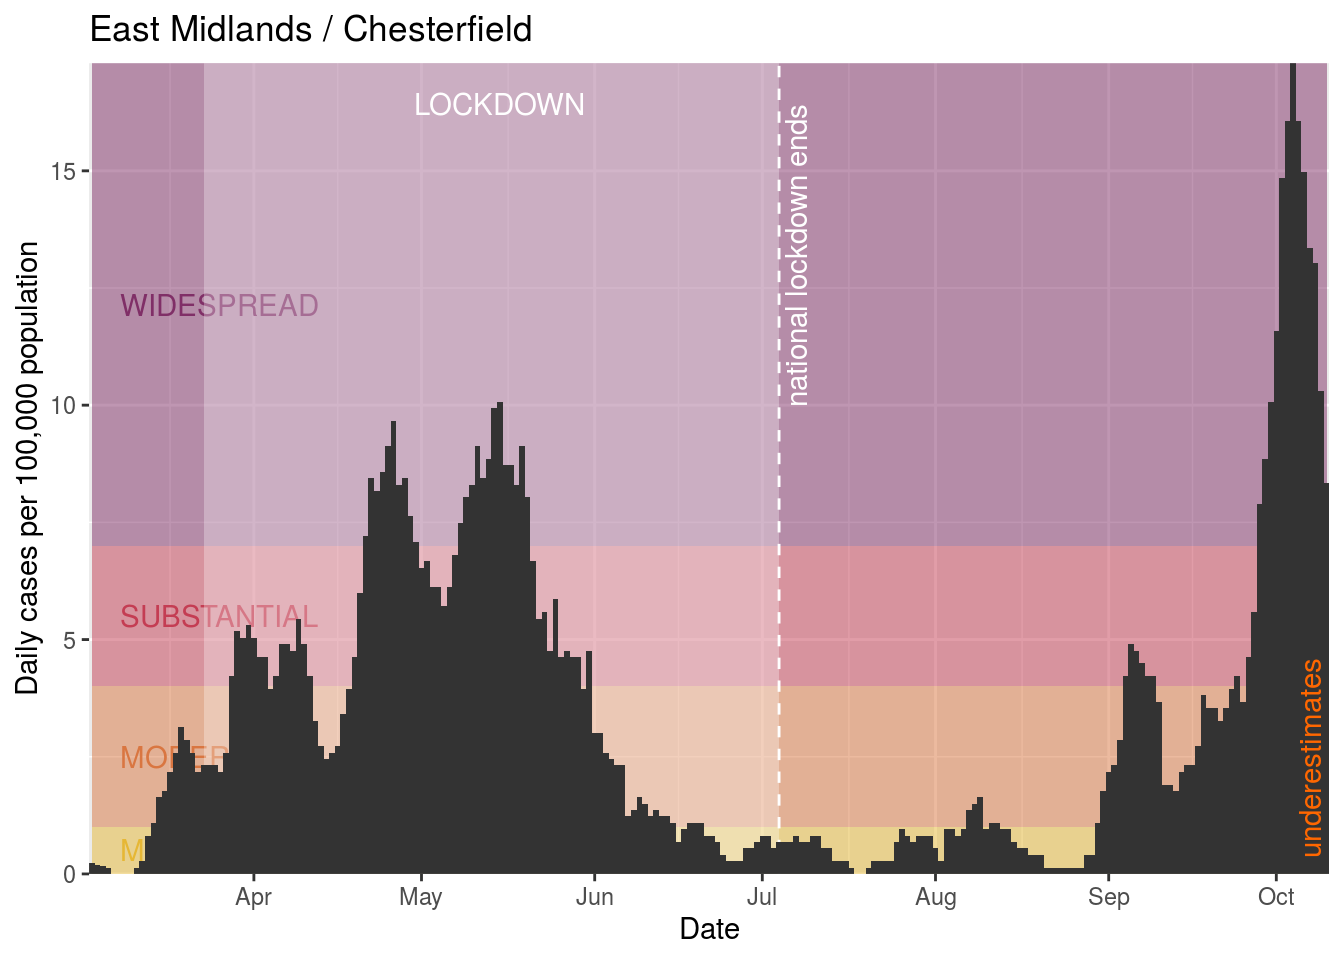 East Midlands / Chesterfield
LOCKDOWN
national lockdown ends
WIDESPREAD
SUBSTANTIAL
MODER
M
underestimates
Daily cases per 100,000 population
15
10
5
0
Apr May Jun Jul Aug Sep Oct
Date